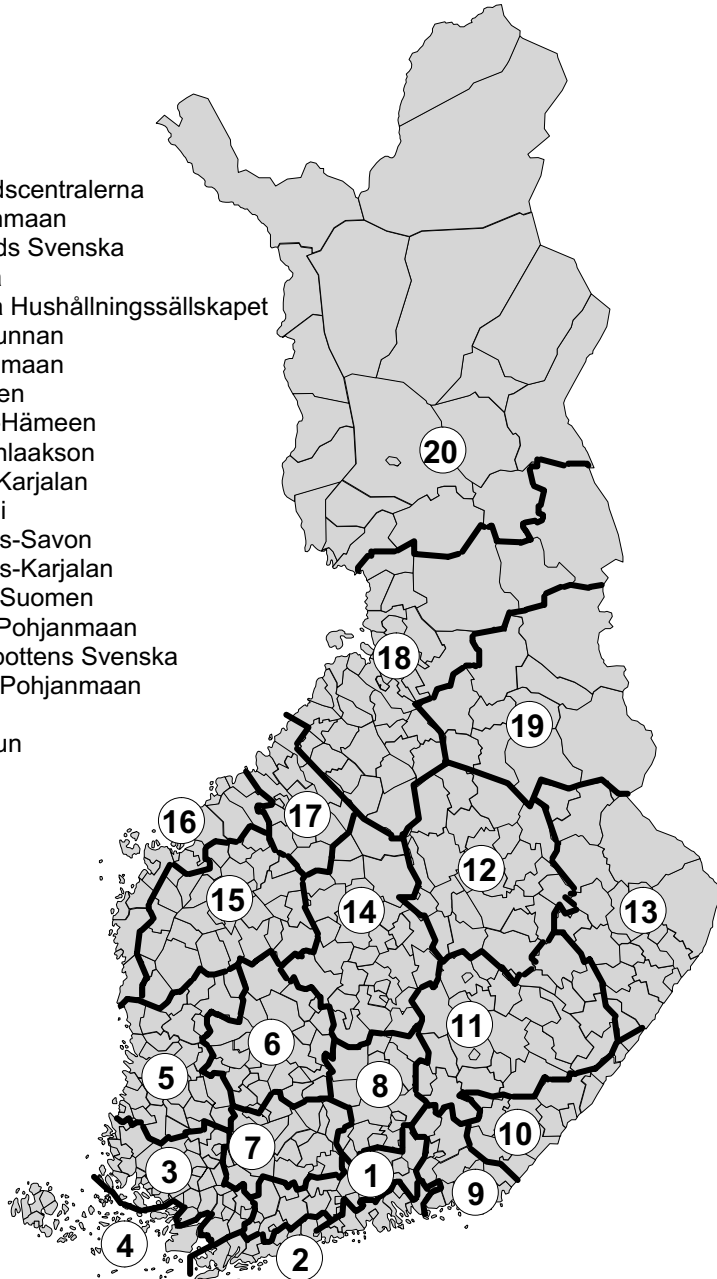 dscentralerna
nmaan
ds Svenska
a
a Hushållningssällskapet
unnan
maan
en
-Hämeen
nlaakson
Karjalan
i
s-Savon
s-Karjalan
Suomen
Pohjanmaan
oottens Svenska
Pohjanmaan
un
20
18
19
16
17
12
15
14
13
11
6
5
8
10
7
3
1
9
4
2